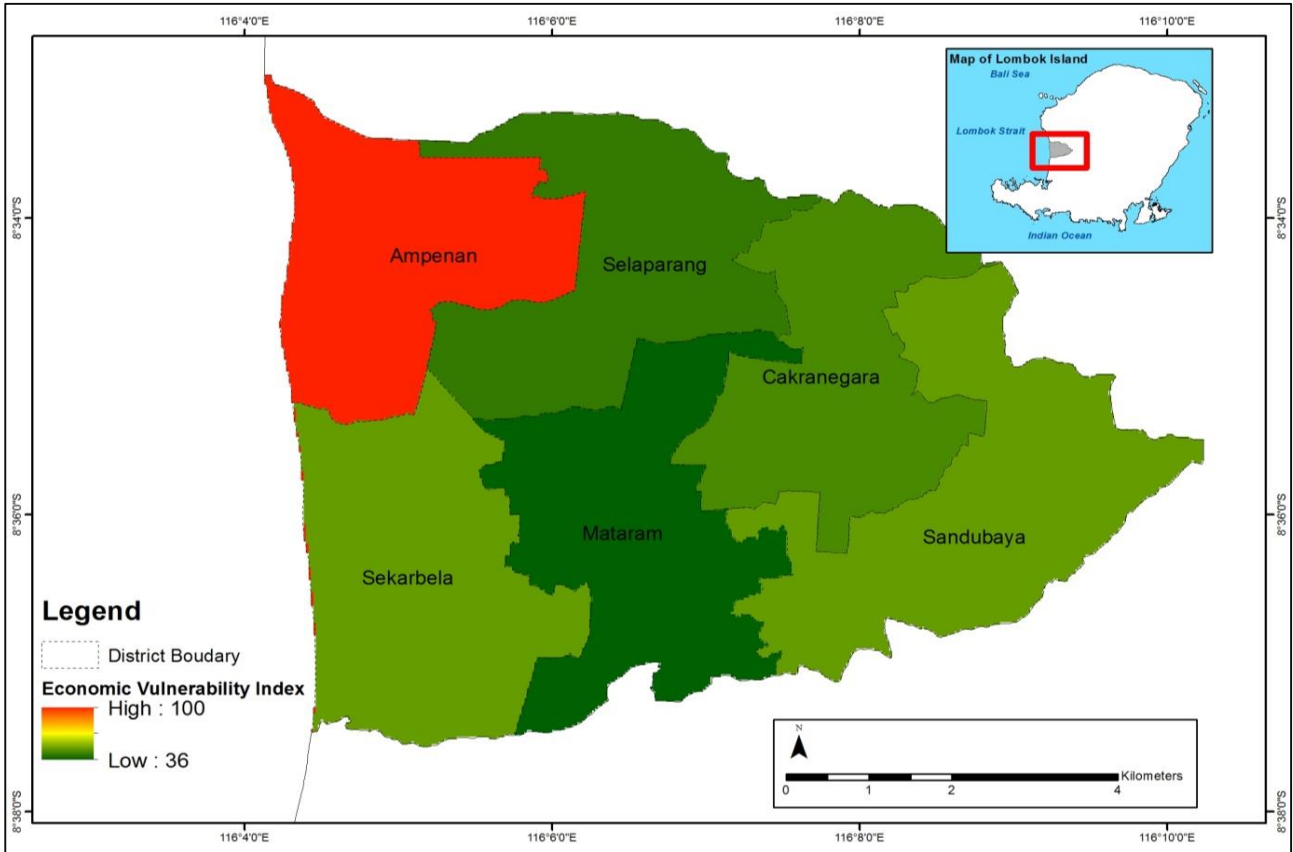 116°4'0"E
116°6'0"E
116°8'0"E
116°10'0"E
Map of Lombok Island
Bali Sea
Lombok Strait
Indian Ocean
8°34'0"S
8°34'0"S
Ampenan
Selaparang
Cakranegara
8°36'0"S
8°36'0"S
Mataram
Sandubaya
Sekarbela
Legend
District Boudary
Economic Vulnerability Index
High : 100
Low : 36
N
Kilometers
0 1 2 4
8°38'0"S
8°38'0"S
116°4'0"E
116°6'0"E
116°8'0"E
116°10'0"E